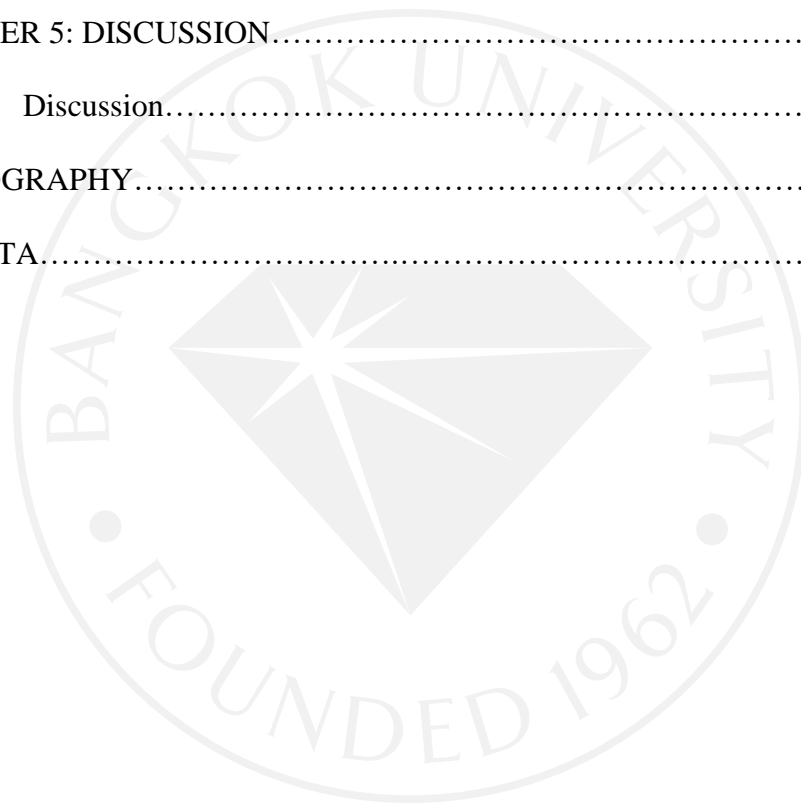 ER 5: DISCUSSION……………………………………………………
Discussion……………………………………………………………
GRAPHY………………………………………………………………
TA……………………………….……………………………………
BANGKOK UNIVERSITY
• FOUNDED 1962 •